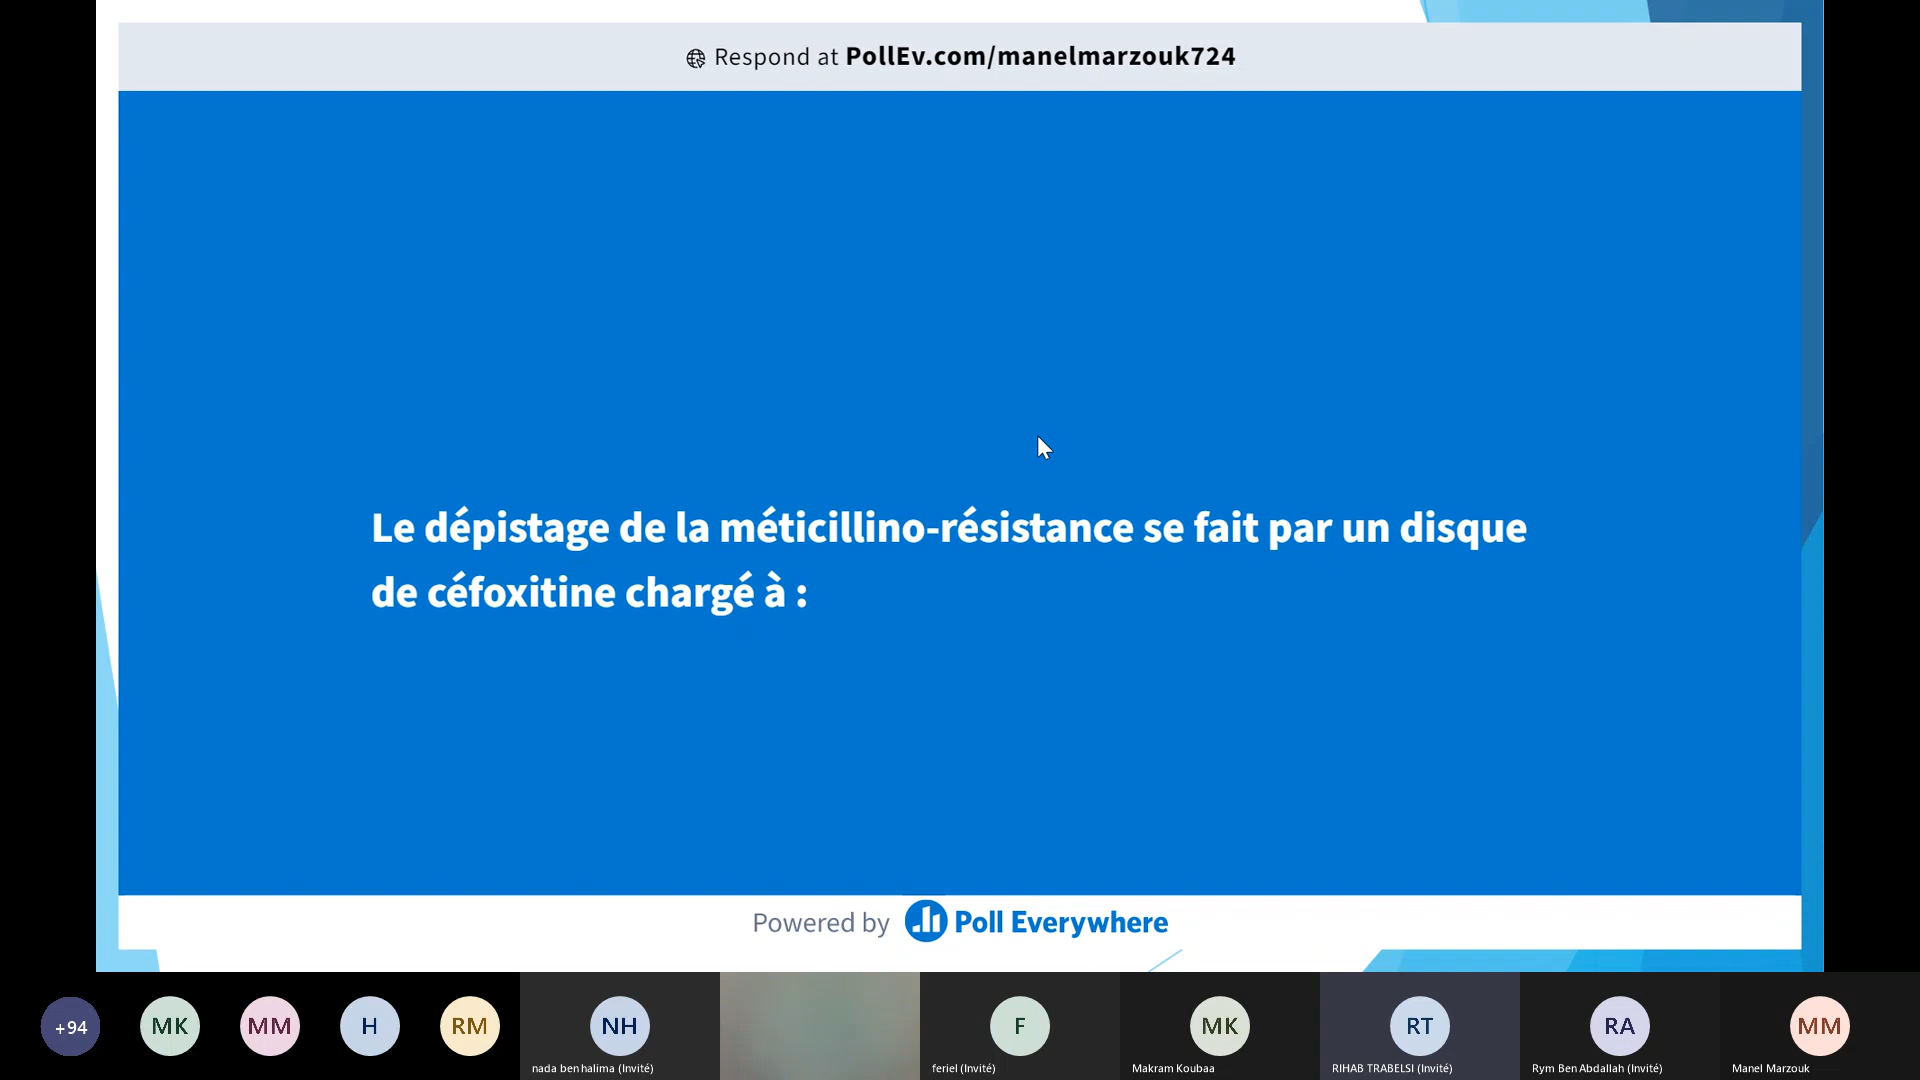 Respond at PollEv.com/manelmarzouk724
Le dépistage de la méticillino-résistance se fait par un disque
de céfoxitine chargé à :
Powered by Poll Everywhere
+94
MK
MM
H
RM
NH
F
MK
RT
RA
MM
nada ben halima (Invité)
feriel (Invité)
Makram Koubaa
RIHAB TRABELSI (Invité)
Rym Ben Abdallah (Invité)
Manel Marzouk